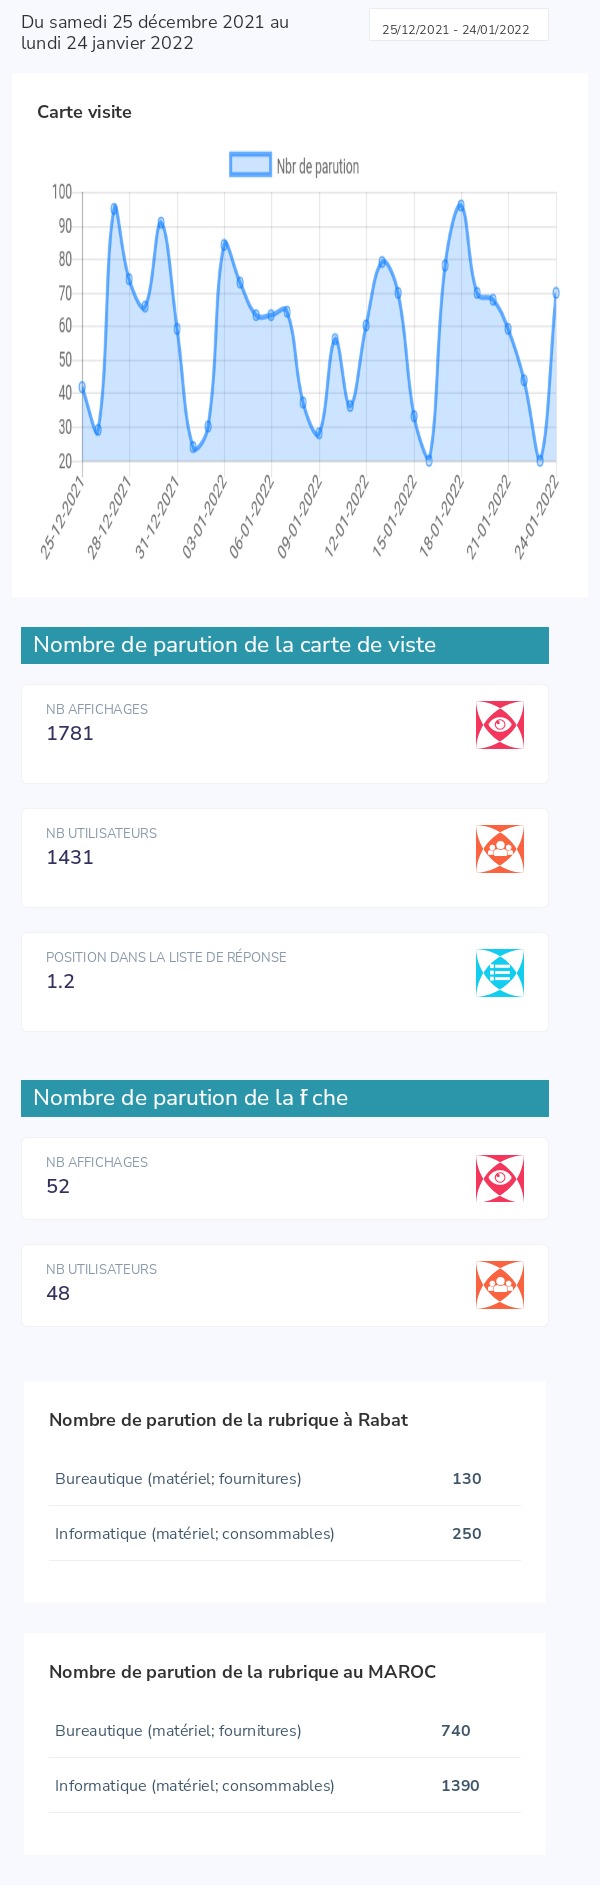 Du samedi 25 décembre 2021 au
lundi 24 janvier 2022
25/12/2021 - 24/01/2022
Carte visite
Nbr de parution
100
90
80
70
60
50
40
30
20
25-12-2021
28-12-2021
31-12-2021
03-01-2022
06-01-2022
09-01-2022
12-01-2022
15-01-2022
18-01-2022
21-01-2022
24-01-2022
Nombre de parution de la carte de viste
NB AFFICHAGES
1781
NB UTILISATEURS
1431
POSITION DANS LA LISTE DE RÉPONSE
1.2
Nombre de parution de la f che
NB AFFICHAGES
52
NB UTILISATEURS
48
Nombre de parution de la rubrique à Rabat
Bureautique (matériel; fournitures) 130
Informatique (matériel; consommables) 250
Nombre de parution de la rubrique au MAROC
Bureautique (matériel; fournitures) 740
Informatique (matériel; consommables) 1390